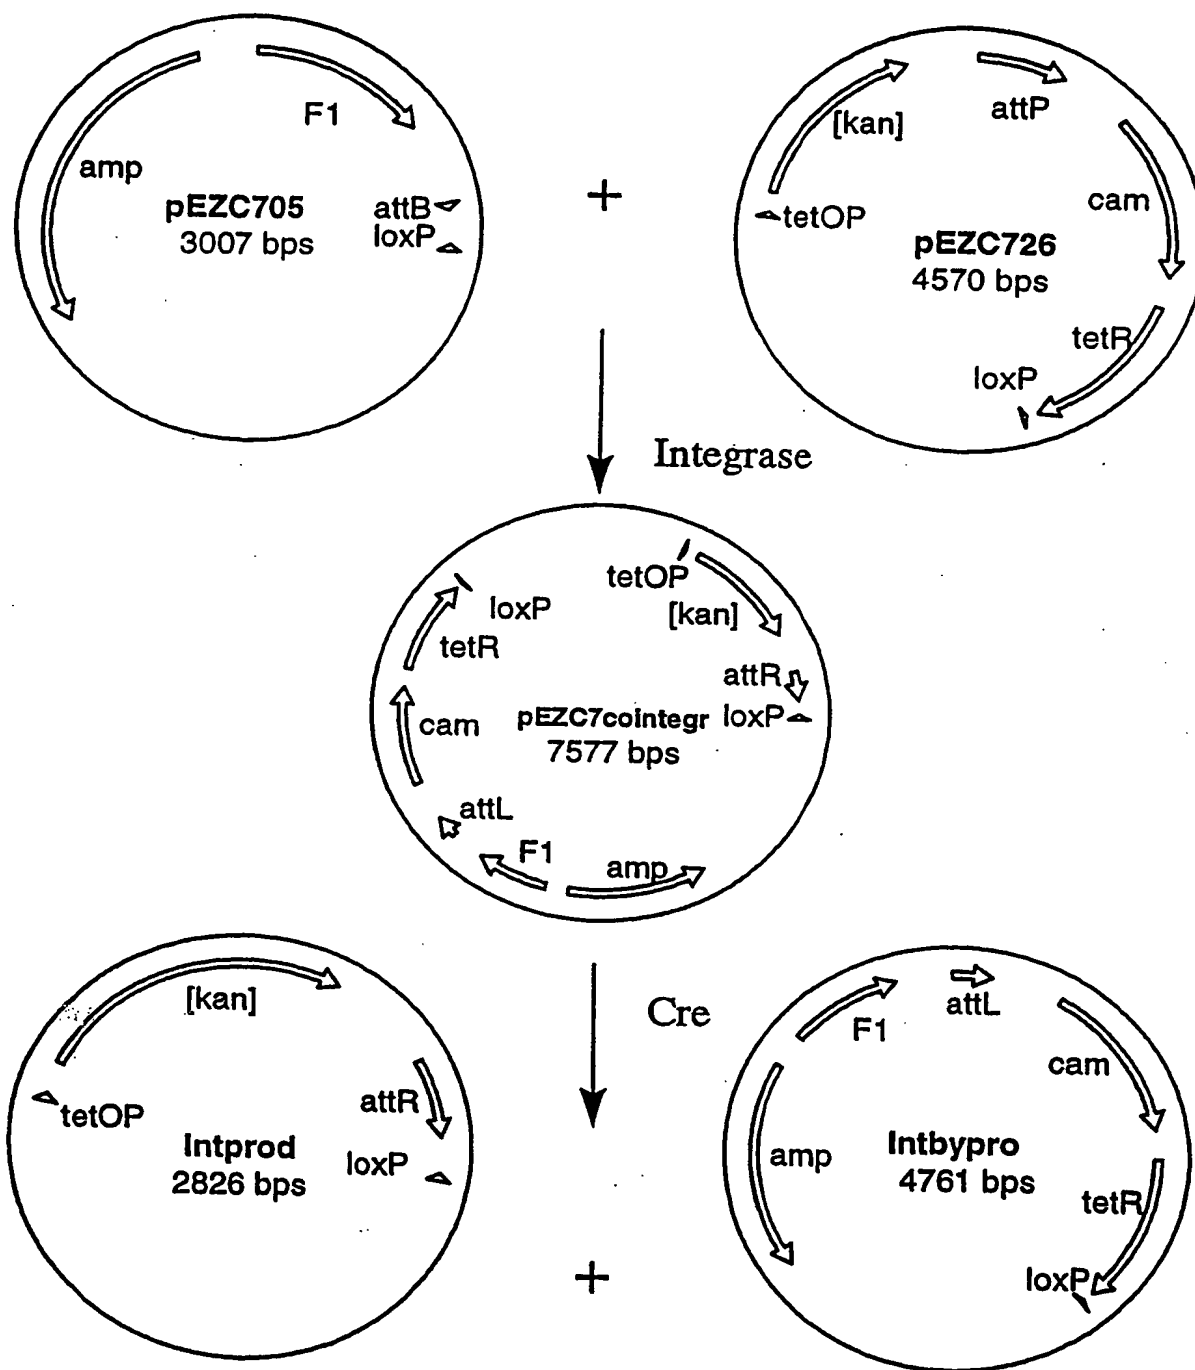 F1
amp
pEZC705
3007 bps
attB
loxP
+
[kan]
attP
cam
tetOP
pEZC726
4570 bps
tetR
loxP
Integrase
tetOP
[kan]
loxP
tetR
attR
cam
pEZC7cointegr
loxP
7577 bps
attL
F1
amp
Cre
[kan]
tetOP
attR
Intprod
2826 bps
loxP
+
F1
attL
cam
amp
Intbypro
4761 bps
tetR
loxP